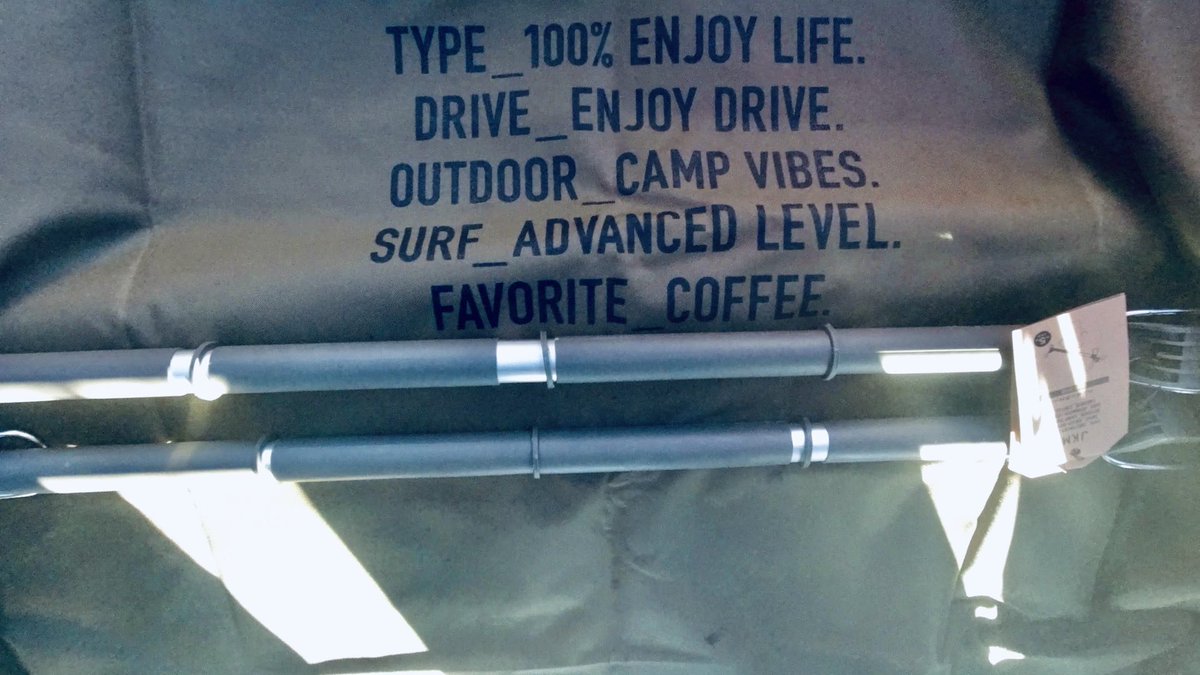 TYPE_100% ENJOY LIFE.
DRIVE_ENJOY DRIVE.
OUTDOOR_CAMP VIBES.
SURF_ADVANCED LEVEL.
FAVORITE_COFFEE.